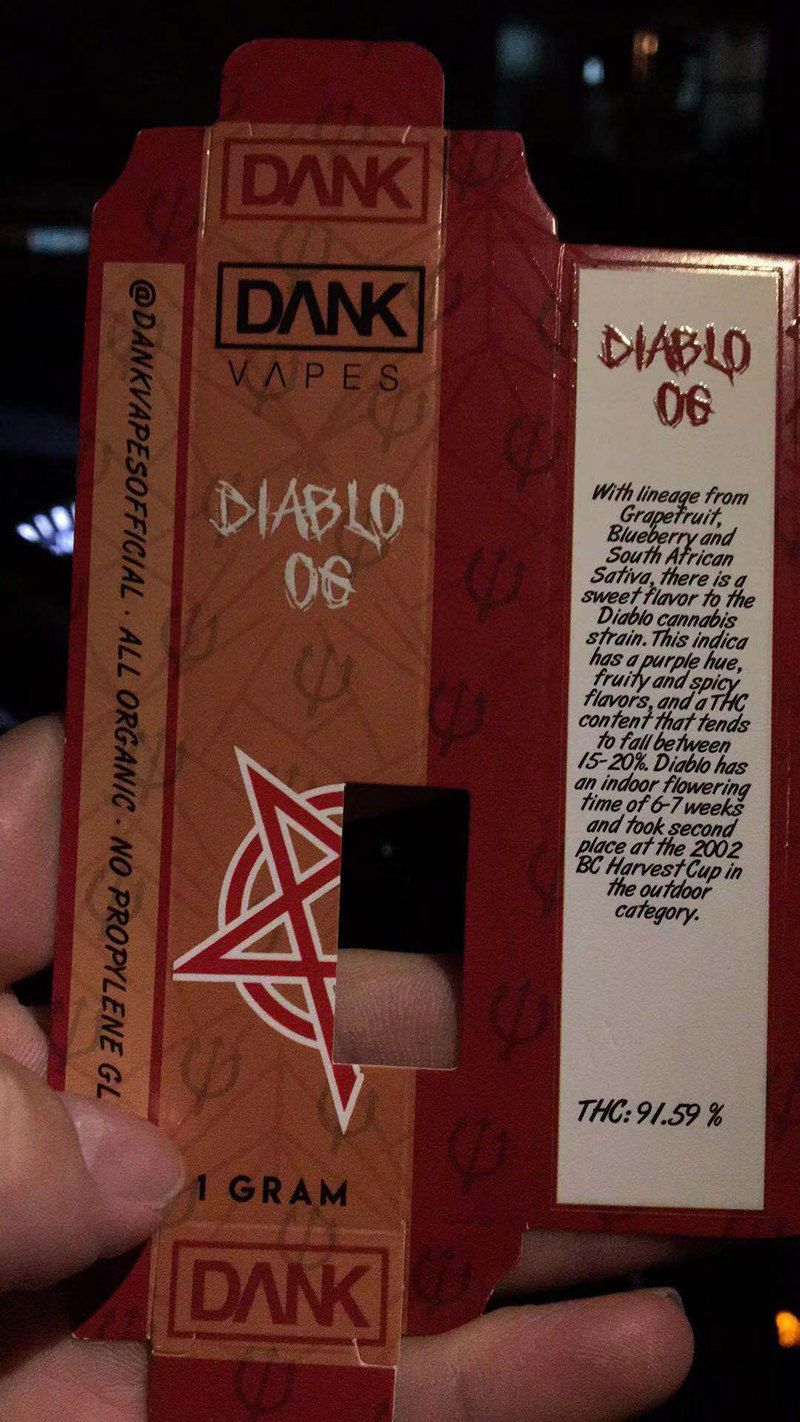 DANK
DANK
VAPES
DIABLO
OG
1 GRAM
DANK
@DANKVAPESOFFICIAL · ALL ORGANIC · NO PROPYLENE GL
DIABLO
OG
With lineage from
Grapefruit,
Blueberry and
South African
Sativa, there is a
sweet flavor to the
Diablo cannabis
strain. This indica
has a purple hue,
fruity and spicy
flavors, and a THC
content that tends
to fall between
15-20%. Diablo has
an indoor flowering
time of 6-7 weeks
and took second
place at the 2002
BC Harvest Cup in
the outdoor
category.
THC: 91.59 %